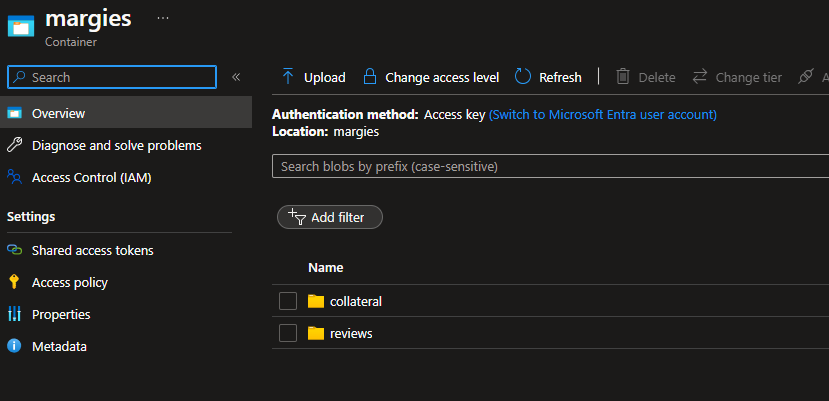 margies
...
Container
Search
Overview
Diagnose and solve problems
Access Control (IAM)
Settings
Shared access tokens
Access policy
Properties
Metadata
Upload Change access level Refresh Delete Change tier A
Authentication method: Access key (Switch to Microsoft Entra user account)
Location: margies
Search blobs by prefix (case-sensitive)
Add filter
Name
collateral
reviews